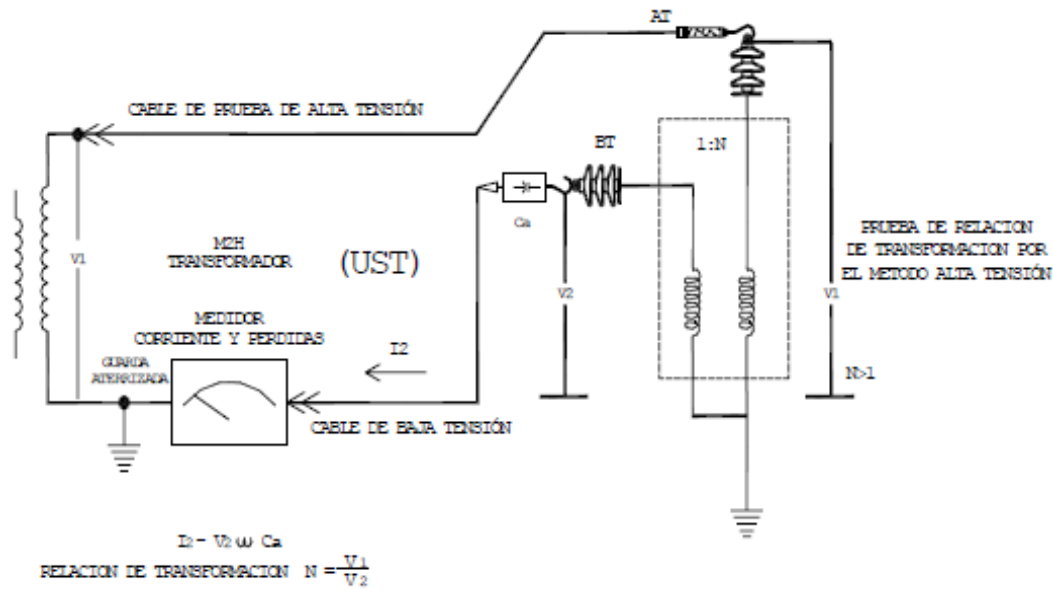 AT
CABLE DE PRUEBA DE ALTA TENSIÓN
BT
1:N
Ca
V1
M2H
TRANSFORMADOR
(UST)
PRUEBA DE RELACION
DE TRANSFORMACION POR
EL METODO ALTA TENSIÓN
V2
V1
MEDIDOR
CORRIENTE Y PERDIDAS
I2
GUARDA
ATERRIZADA
N>1
CABLE DE BAJA TENSIÓN
I2 - V2 ω Ca
RELACION DE TRANSFORMACION N = V1/V2